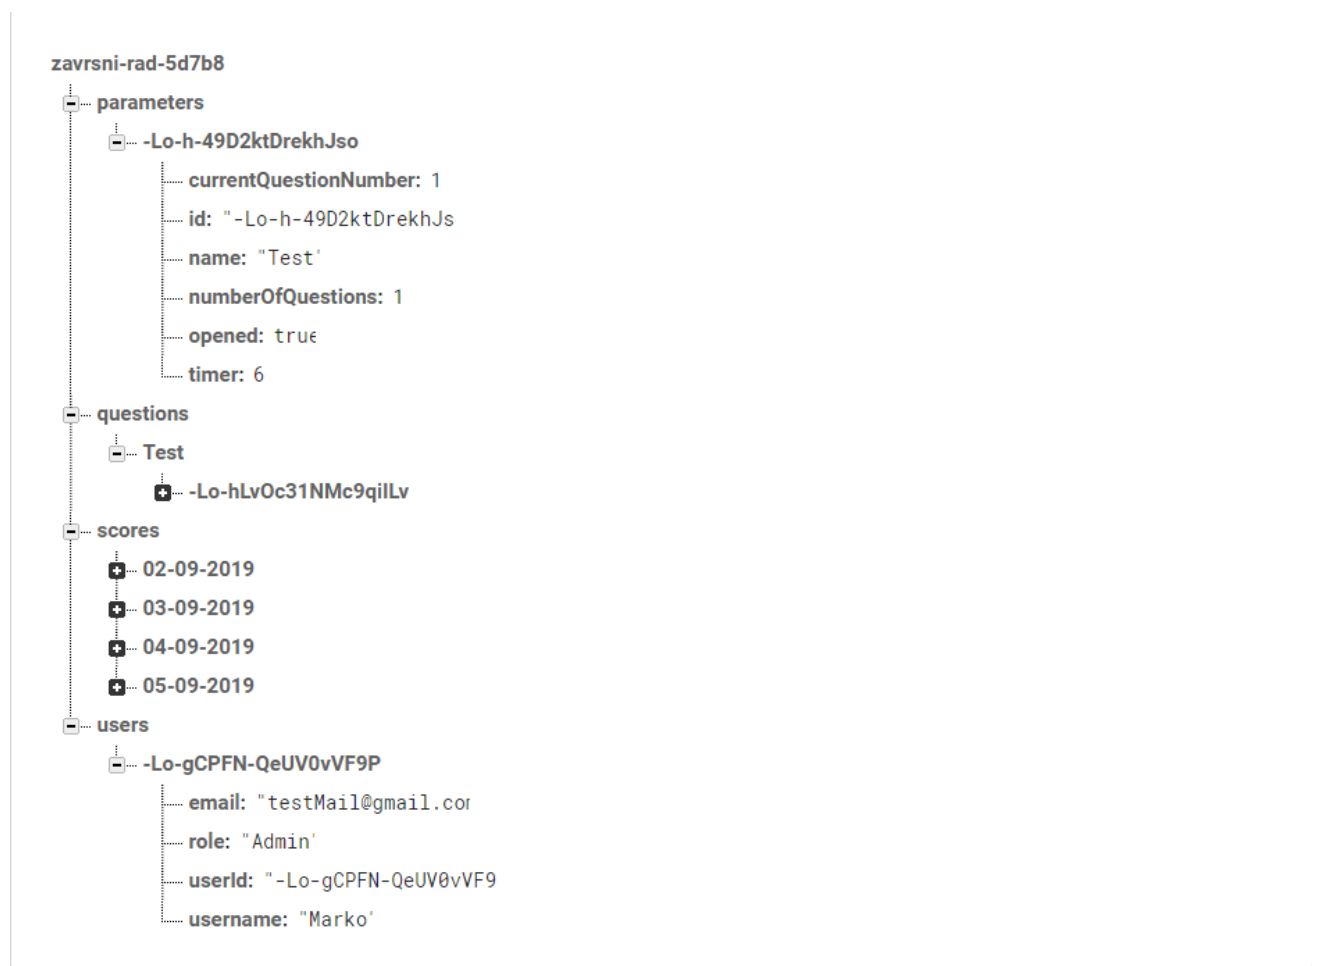 zavrsni-rad-5d7b8
parameters
-Lo-h-49D2ktDrekhJso
currentQuestionNumber: 1
id: "-Lo-h-49D2ktDrekhJs
name: "Test"
numberOfQuestions: 1
opened: true
timer: 6
questions
Test
-Lo-hLvOc31NMc9qilLv
scores
02-09-2019
03-09-2019
04-09-2019
05-09-2019
users
-Lo-gCPFN-QeUV0vVF9P
email: "testMail@gmail.com
role: "Admin"
userId: "-Lo-gCPFN-QeUV0vVF9
username: "Marko"